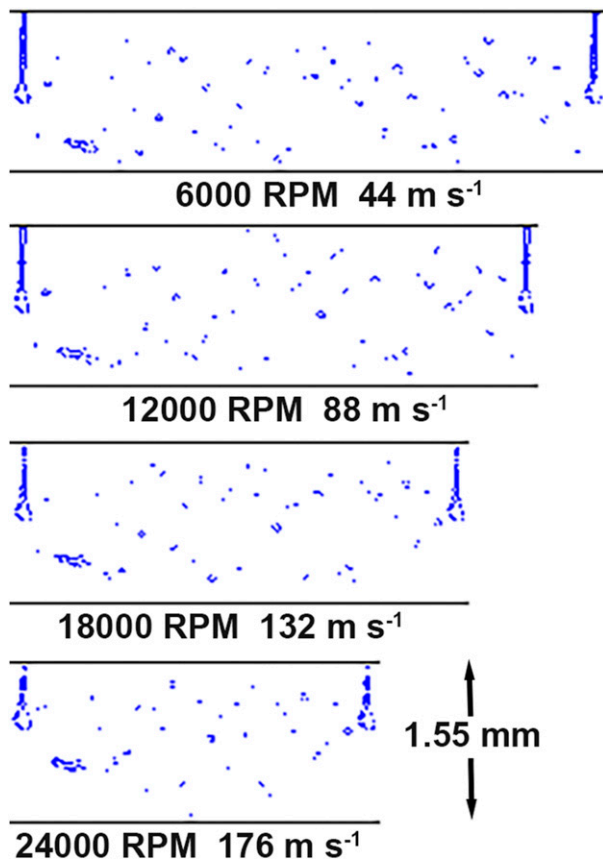 6000 RPM 44 m s⁻¹
12000 RPM 88 m s⁻¹
18000 RPM 132 m s⁻¹
1.55 mm
24000 RPM 176 m s⁻¹